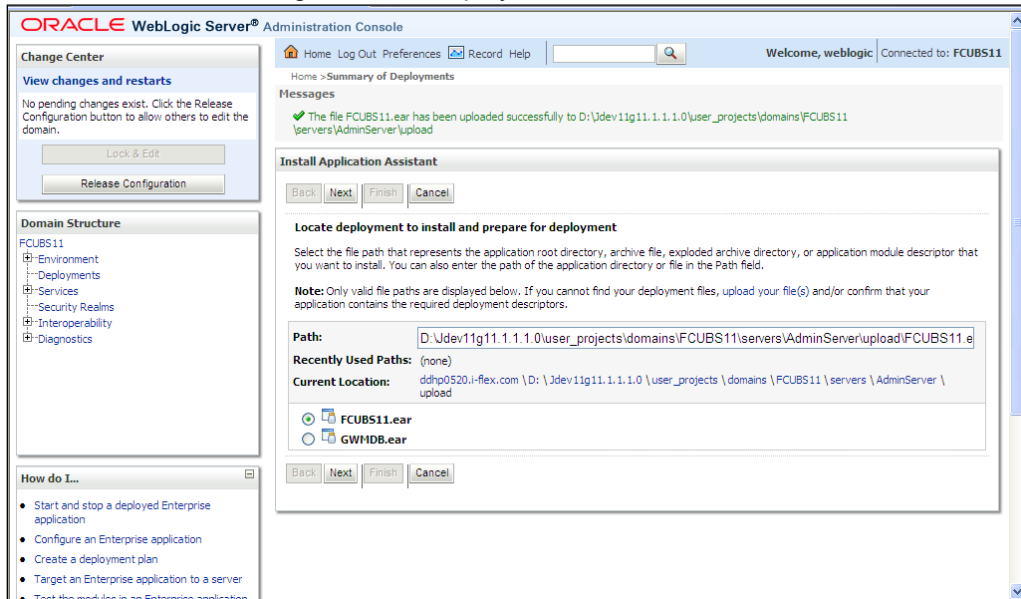 ORACLE WebLogic Server® Administration Console
Change Center
View changes and restarts
No pending changes exist. Click the Release
Configuration button to allow others to edit the
domain.
Lock & Edit
Release Configuration
Domain Structure
FCUBS11
Environment
Deployments
Services
Security Realms
Interoperability
Diagnostics
How do I...
Start and stop a deployed Enterprise
application
Configure an Enterprise application
Create a deployment plan
Target an Enterprise application to a server
Test the modules in an Enterprise application
Home Log Out Preferences Record Help
Welcome, weblogic Connected to: FCUBS11
Home >Summary of Deployments
Messages
The file FCUBS11.ear has been uploaded successfully to D:\Jdev11g11.1.1.1.0\user_projects\domains\FCUBS11
\servers\AdminServer\upload
Install Application Assistant
Back Next Finish Cancel
Locate deployment to install and prepare for deployment
Select the file path that represents the application root directory, archive file, exploded archive directory, or application module descriptor that
you want to install. You can also enter the path of the application directory or file in the Path field.
Note: Only valid file paths are displayed below. If you cannot find your deployment files, upload your file(s) and/or confirm that your
application contains the required deployment descriptors.
Path: D:\Jdev11g11.1.1.1.0\user_projects\domains\FCUBS11\servers\AdminServer\upload\FCUBS11.e
Recently Used Paths: (none)
Current Location: ddhp0520.i-flex.com \ D: \ Jdev11g11.1.1.1.0 \ user_projects \ domains \ FCUBS11 \ servers \ AdminServer \
upload
FCUBS11.ear
GWMDB.ear
Back Next Finish Cancel